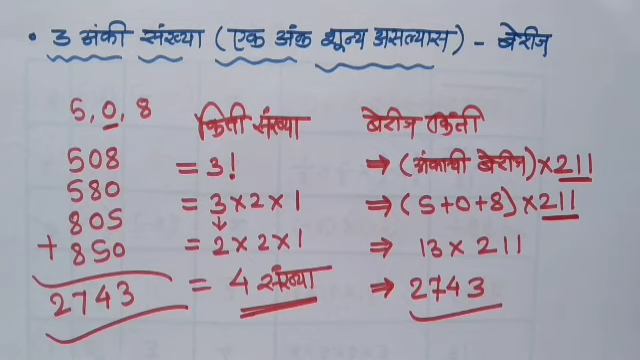 • 3 अंकी संख्या (एक अंक शून्य असल्यास) - बेरीज
5, 0, 8
508
580
805
+ 850
2743
किती संख्या
= 3!
= 3 × 2 × 1
↓
= 2 × 2 × 1
= 4 संख्या
बेरीज किती
⇒ (अंकाची बेरीज) × 211
⇒ (5+0+8) × 211
⇒ 13 × 211
⇒ 2743